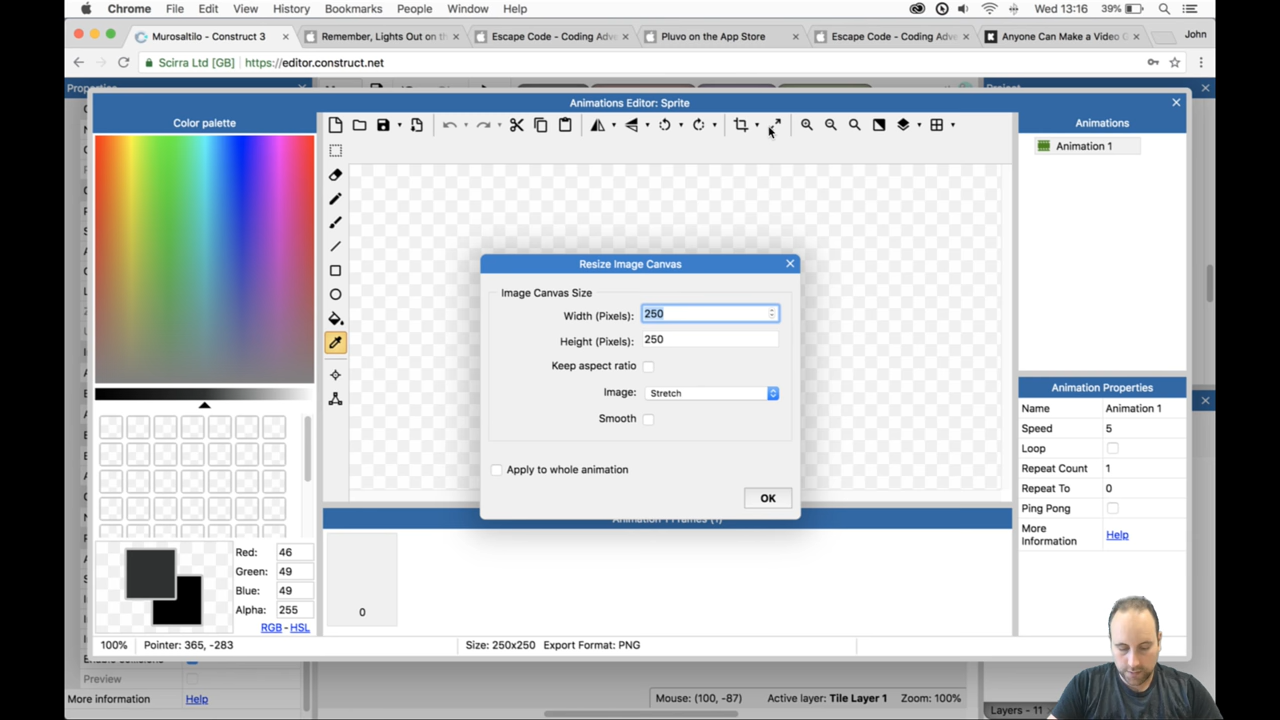 Chrome File Edit View History Bookmarks People Window Help
Wed 13:16 39%
Murosaltilo - Construct 3
Remember, Lights Out on th
Escape Code - Coding Adve
Pluvo on the App Store
Escape Code - Coding Adve
Anyone Can Make a Video G
John
Scirra Ltd [GB] https://editor.construct.net
Animations Editor: Sprite
Color palette
Animations
Animation 1
Resize Image Canvas
Image Canvas Size
Width (Pixels): 250
Height (Pixels): 250
Keep aspect ratio
Image: Stretch
Smooth
Apply to whole animation
OK
Animation Properties
Name Animation 1
Speed 5
Loop
Repeat Count 1
Repeat To 0
Ping Pong
More Information Help
0
Red: 46
Green: 49
Blue: 49
Alpha: 255
RGB - HSL
100% Pointer: 365, -283
Size: 250x250 Export Format: PNG
Preview
More information Help
Mouse: (100, -87) Active layer: Tile Layer 1 Zoom: 100%
Layers - 11